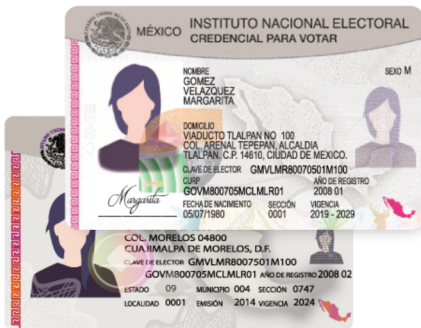 MÉXICO
INSTITUTO NACIONAL ELECTORAL
CREDENCIAL PARA VOTAR
NOMBRE
GOMEZ
VELAZQUEZ
MARGARITA
SEXO M
DOMICILIO
VIADUCTO TLALPAN NO 100
COL. ARENAL TEPEPAN, ALCALDIA
TLALPAN, C.P. 14610, CIUDAD DE MEXICO.
CLAVE DE ELECTOR GMVLMR80070501M100
CURP AÑO DE REGISTRO
GOVM800705MCLMLR01 2008 01
FECHA DE NACIMIENTO SECCIÓN VIGENCIA
05/07/1980 0001 2019 - 2029
Margarita
COL. MORELOS 04800
CUAJIMALPA DE MORELOS, D.F.
CLAVE DE ELECTOR GMVLMR8007501M100
GOVM800705MCLMLR01 AÑO DE REGISTRO 2008 02
ESTADO 09 MUNICIPIO 004 SECCIÓN 0747
LOCALIDAD 0001 EMISIÓN 2014 VIGENCIA 2024